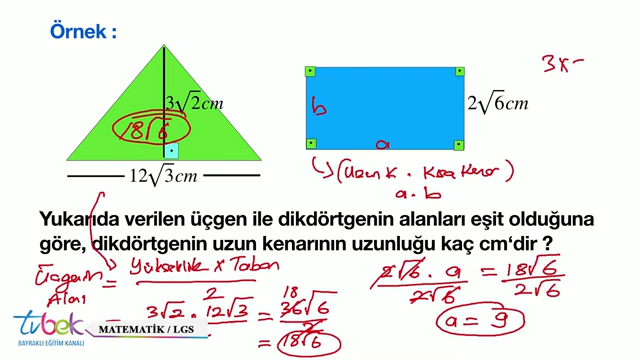 Örnek :
3x
3√2cm
18√6
12√3cm
b
a
2√6cm
(Uzun K. . Kısa Kenar)
a . b
Yukarıda verilen üçgen ile dikdörtgenin alanları eşit olduğuna
göre, dikdörtgenin uzun kenarının uzunluğu kaç cm'dir ?
Üçgenin Alanı = Yükseklik x Taban / 2
= 3√2 . 12√3 = 18 36√6 / 2
= 18√6
2√6 . a / 2√6 = 18√6 / 2√6
a = 9
tvbek
BAYRAKLI EĞİTİM KANALI
MATEMATİK / LGS